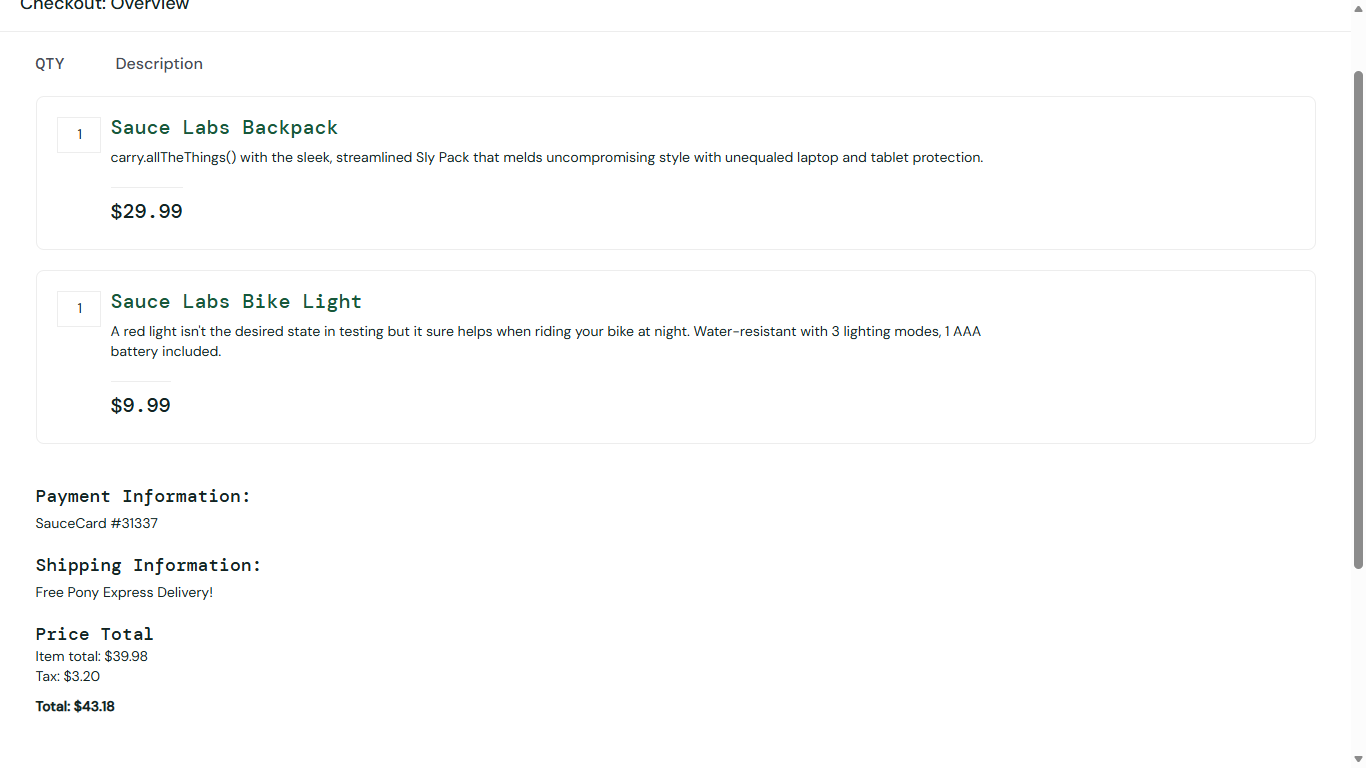 Checkout: Overview
QTY Description
1 Sauce Labs Backpack
carry.allTheThings() with the sleek, streamlined Sly Pack that melds uncompromising style with unequaled laptop and tablet protection.
$29.99
1 Sauce Labs Bike Light
A red light isn't the desired state in testing but it sure helps when riding your bike at night. Water-resistant with 3 lighting modes, 1 AAA
battery included.
$9.99
Payment Information:
SauceCard #31337
Shipping Information:
Free Pony Express Delivery!
Price Total
Item total: $39.98
Tax: $3.20
Total: $43.18